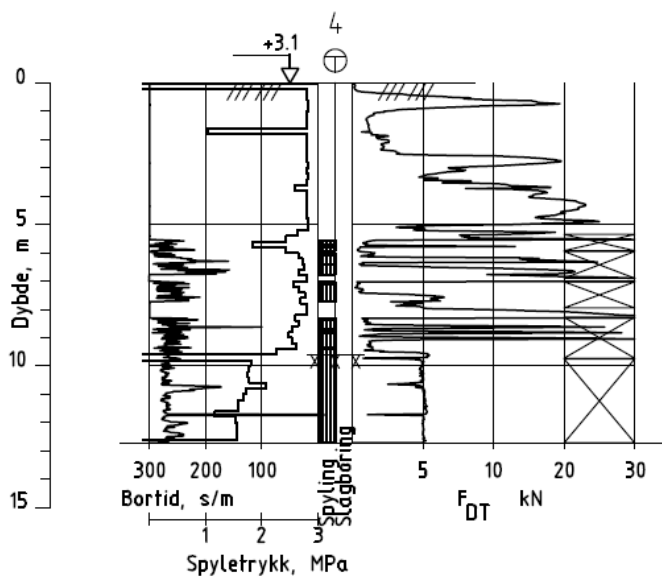 4
+3.1
0
5
10
15
Dybde, m
300 200 100
Bortid, s/m
1 2 3
Spyletrykk, MPa
Spyling
Slagboring
5 10 20 30
FDT kN